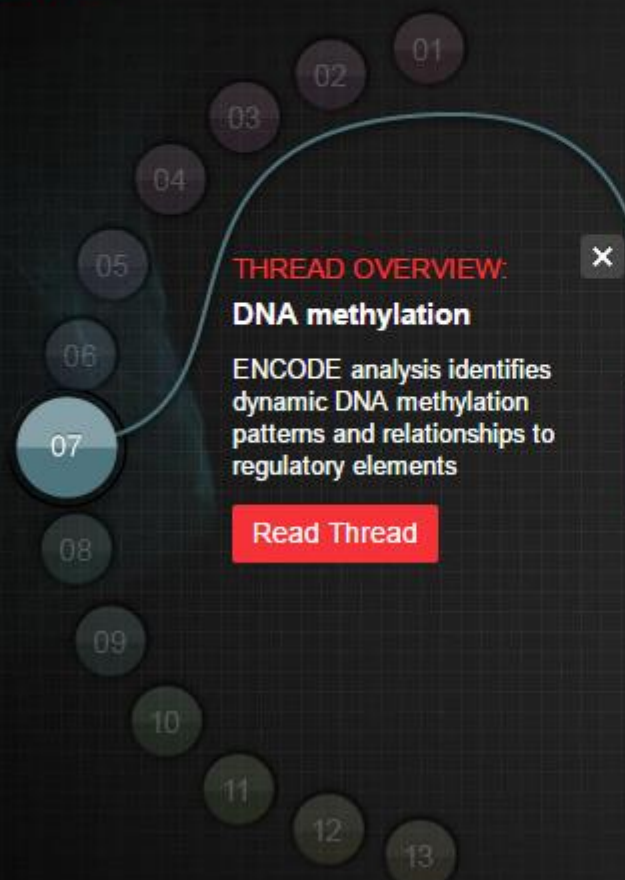 01
02
03
04
05
06
07
08
09
10
11
12
13
THREAD OVERVIEW:
DNA methylation
ENCODE analysis identifies
dynamic DNA methylation
patterns and relationships to
regulatory elements
Read Thread